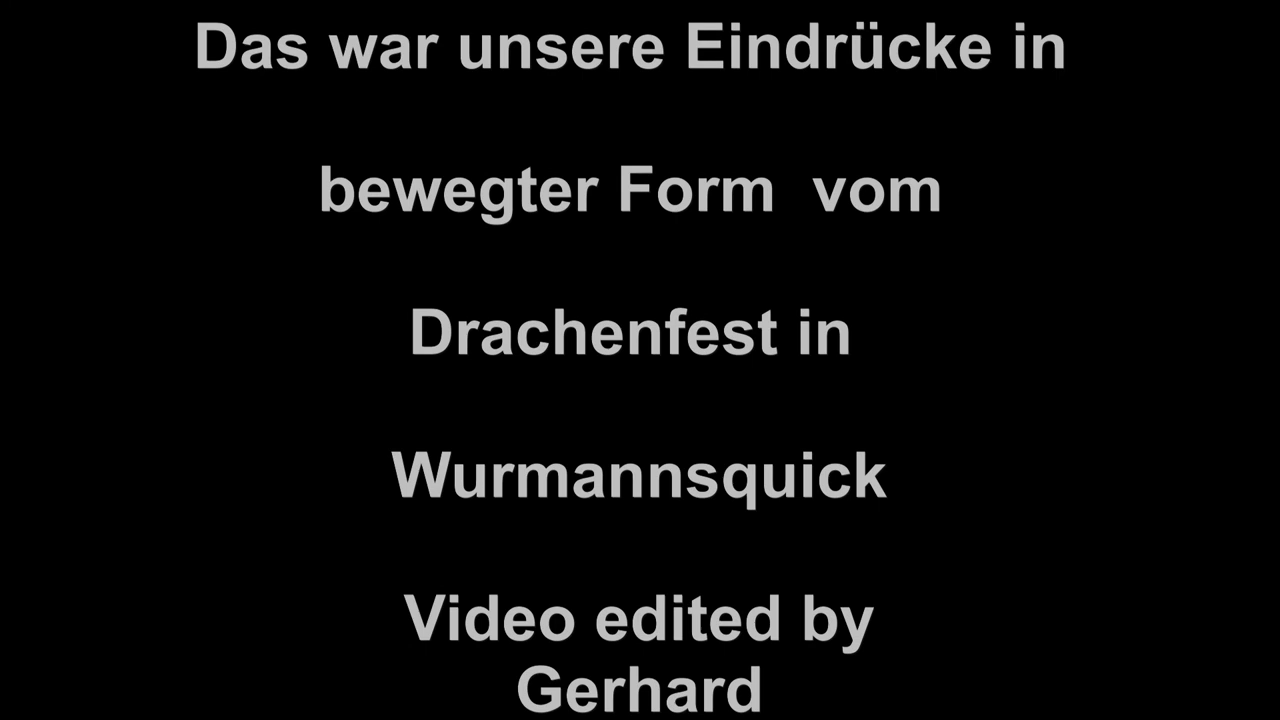 Das war unsere Eindrücke in
bewegter Form vom
Drachenfest in
Wurmannsquick
Video edited by
Gerhard